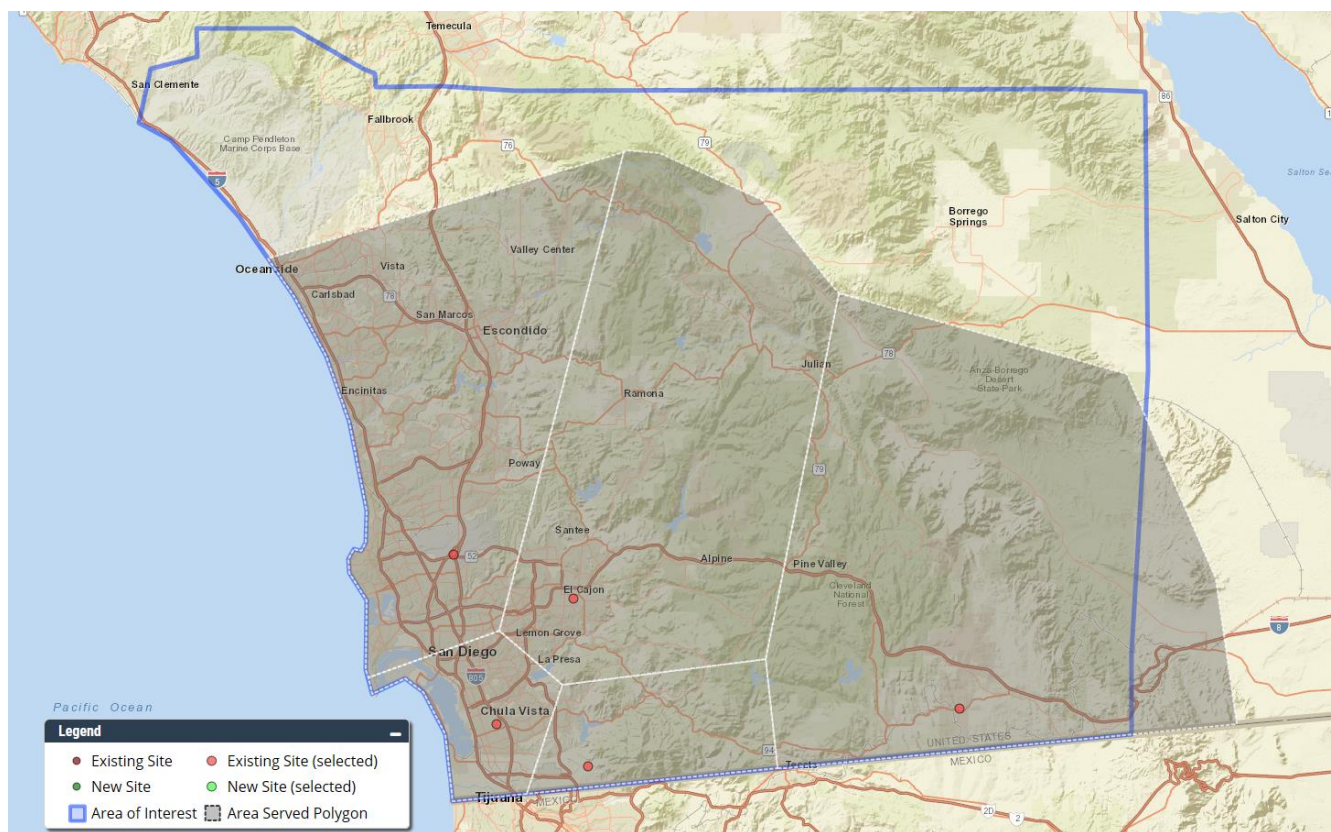 Temecula
San Clemente
86
Fallbrook
Camp Pendleton
Marine Corps Base
76
79
5
Salton Se
Borrego
Springs
Salton City
Valley Center
Oceanside
Vista
Carlsbad
78
San Marcos
Escondido
78
Julian
Anza-Borrego
Desert
State Park
Encinitas
Ramona
Poway
79
Santee
52
Alpine
Pine Valley
El Cajon
Cleveland
National
Forest
Lemon Grove
8
San Diego
La Presa
805
Pacific Ocean
Chula Vista
UNITED STATES
MEXICO
94
Tecate
Tijuana
MEXICO
2D
2
Legend
Existing Site
Existing Site (selected)
New Site
New Site (selected)
Area of Interest
Area Served Polygon